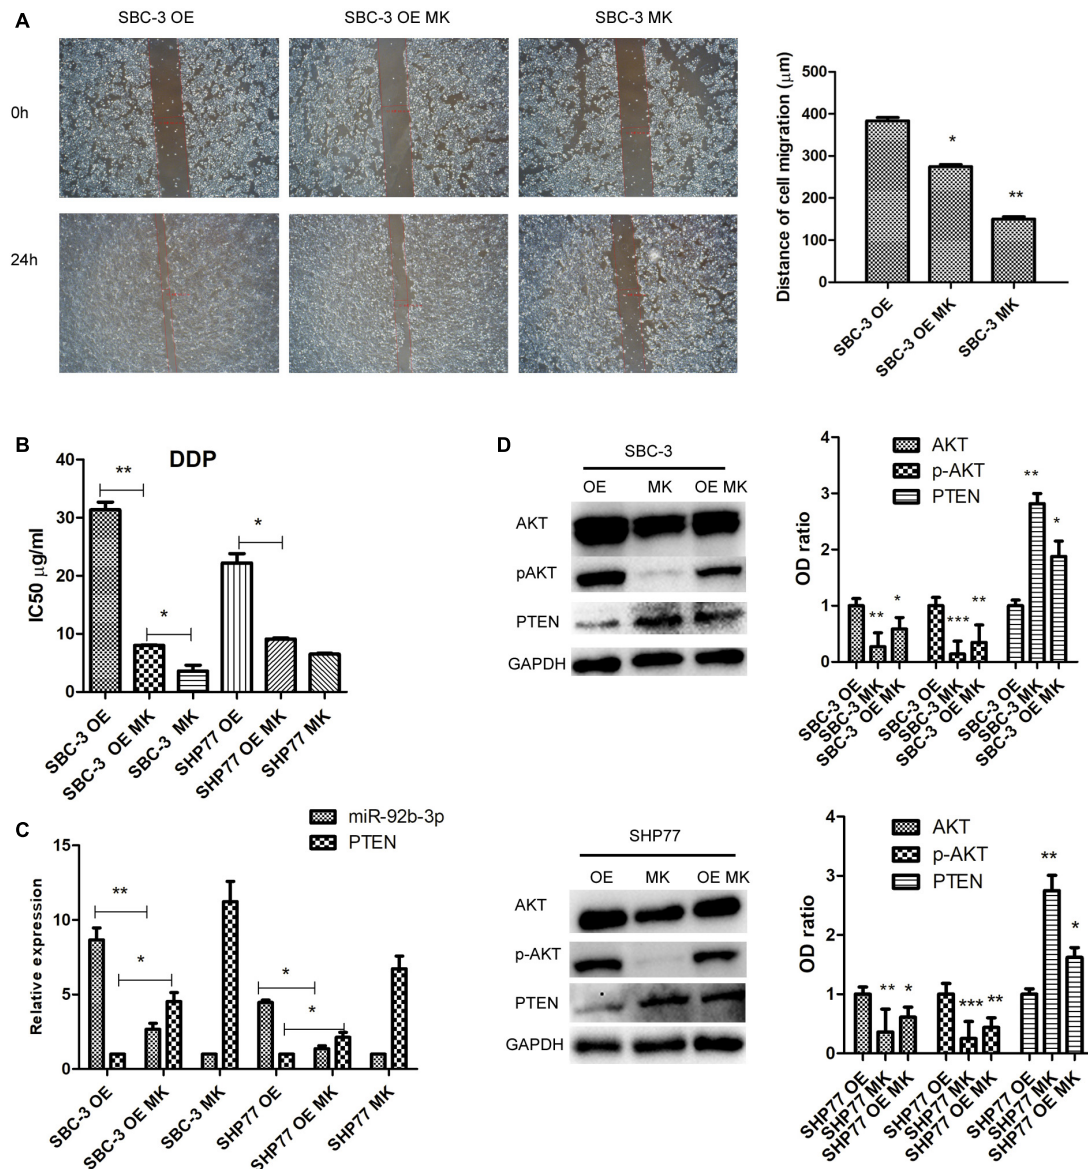 A
SBC-3 OE
SBC-3 OE MK
SBC-3 MK
0h
24h
Distance of cell migration (μm)
500
400
300
200
100
0
*
**
SBC-3 OE
SBC-3 OE MK
SBC-3 MK
B
DDP
IC50 μg/ml
40
30
20
10
0
**
*
*
SBC-3 OE
SBC-3 OE MK
SBC-3 MK
SHP77 OE
SHP77 OE MK
SHP77 MK
C
miR-92b-3p
PTEN
Relative expression
15
10
5
0
**
*
*
*
SBC-3 OE
SBC-3 OE MK
SBC-3 MK
SHP77 OE
SHP77 OE MK
SHP77 MK
D
SBC-3
OE MK OE MK
AKT
pAKT
PTEN
GAPDH
AKT
p-AKT
PTEN
OD ratio
4
3
2
1
0
** * *** ** ** *
SBC-3 OE
SBC-3 MK
SBC-3 OE MK
SBC-3 OE
SBC-3 MK
SBC-3 OE MK
SBC-3 OE
SBC-3 MK
SBC-3 OE MK
SHP77
OE MK OE MK
AKT
p-AKT
PTEN
GAPDH
AKT
p-AKT
PTEN
OD ratio
4
3
2
1
0
** * *** ** ** *
SHP77 OE
SHP77 MK
SHP77 OE MK
SHP77 OE
SHP77 MK
SHP77 OE MK
SHP77 OE
SHP77 MK
SHP77 OE MK